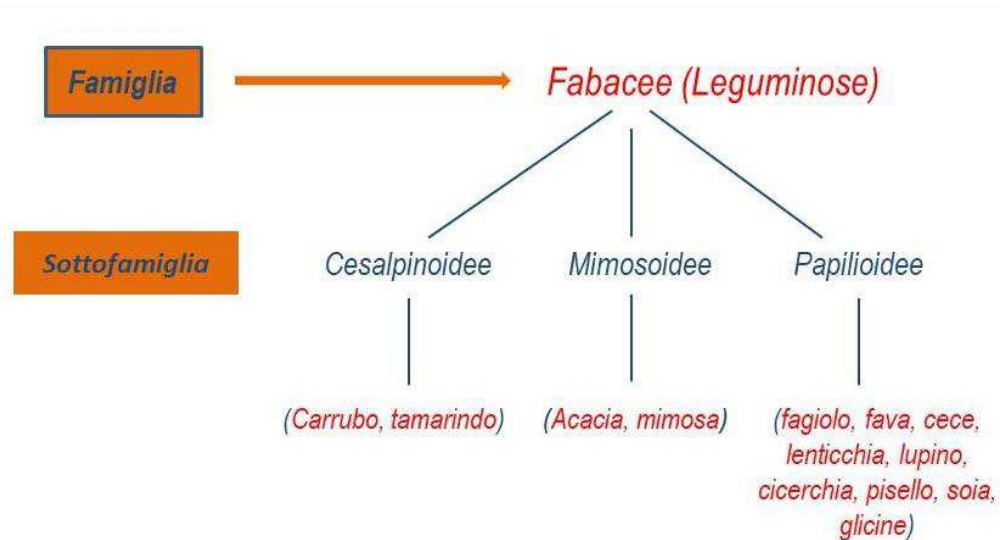 Famiglia
Fabacee (Leguminose)
Sottofamiglia
Cesalpinoidee
Mimosoidee
Papilioidee
(Carrubo, tamarindo)
(Acacia, mimosa)
(fagiolo, fava, cece,
lenticchia, lupino,
cicerchia, pisello, soia,
glicine)